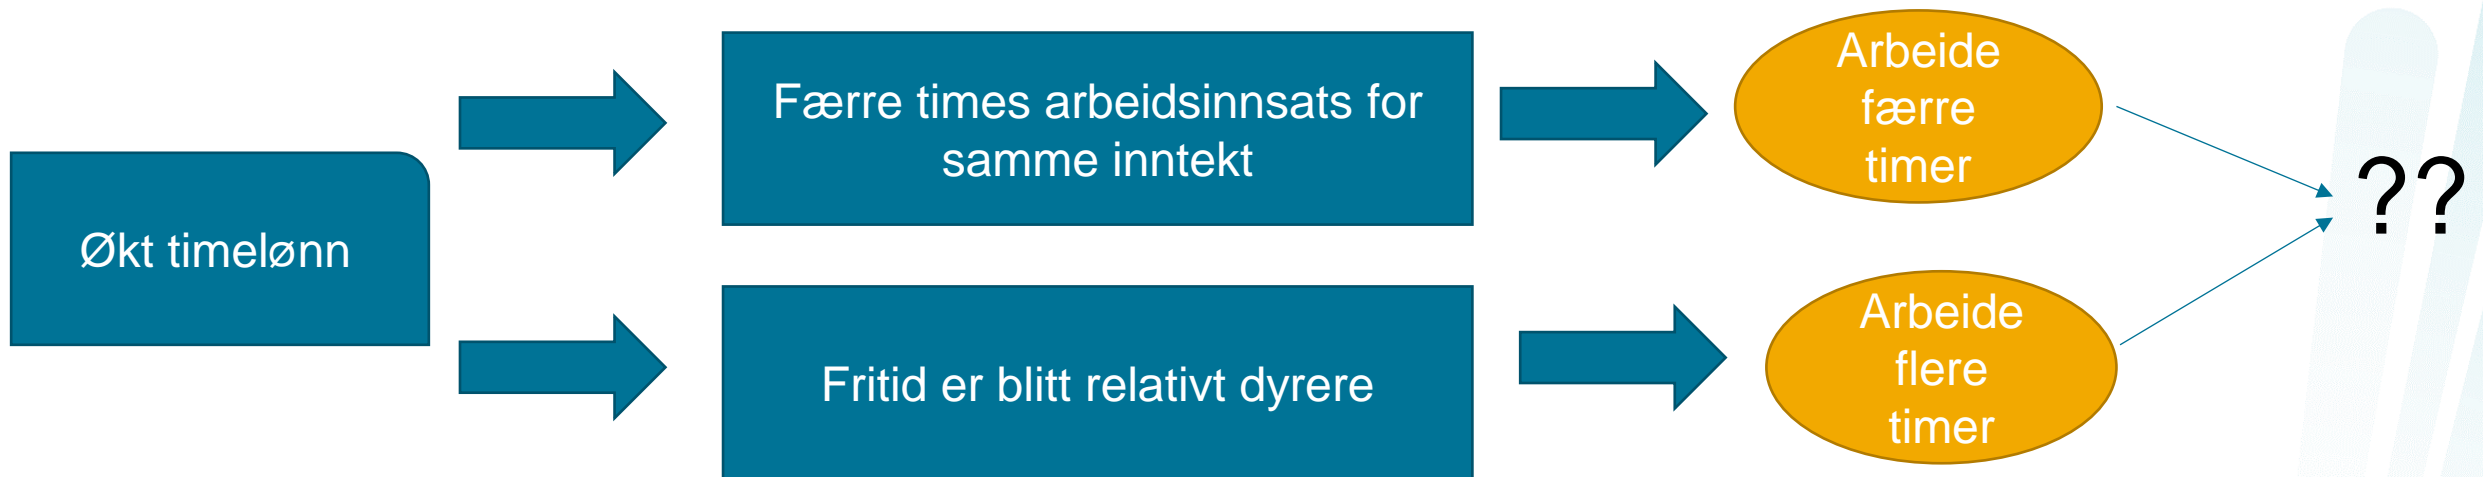 Økt timelønn
Færre times arbeidsinnsats for
samme inntekt
Arbeide
færre
timer
Fritid er blitt relativt dyrere
Arbeide
flere
timer
??